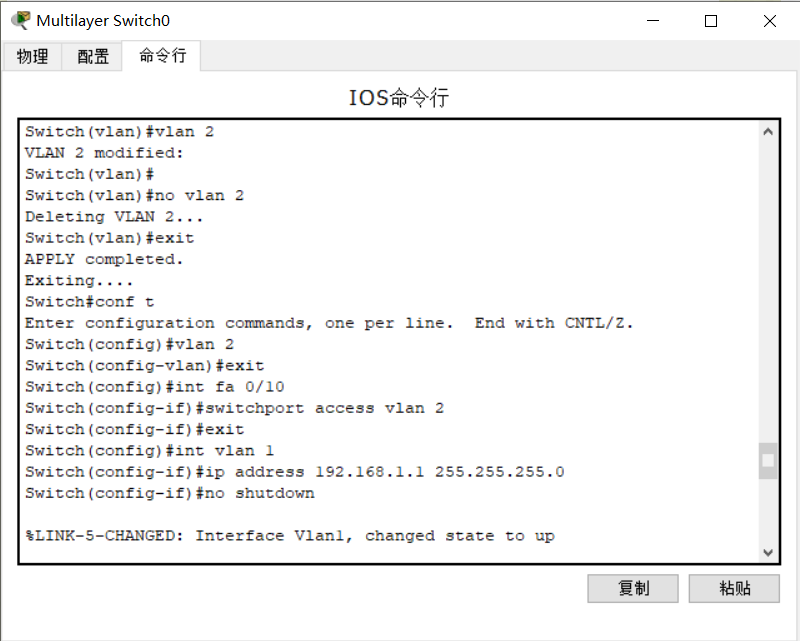 Multilayer Switch0
物理 配置 命令行
IOS命令行
Switch(vlan)#vlan 2
VLAN 2 modified:
Switch(vlan)#
Switch(vlan)#no vlan 2
Deleting VLAN 2...
Switch(vlan)#exit
APPLY completed.
Exiting....
Switch#conf t
Enter configuration commands, one per line.  End with CNTL/Z.
Switch(config)#vlan 2
Switch(config-vlan)#exit
Switch(config)#int fa 0/10
Switch(config-if)#switchport access vlan 2
Switch(config-if)#exit
Switch(config)#int vlan 1
Switch(config-if)#ip address 192.168.1.1 255.255.255.0
Switch(config-if)#no shutdown
%LINK-5-CHANGED: Interface Vlan1, changed state to up
复制 粘贴